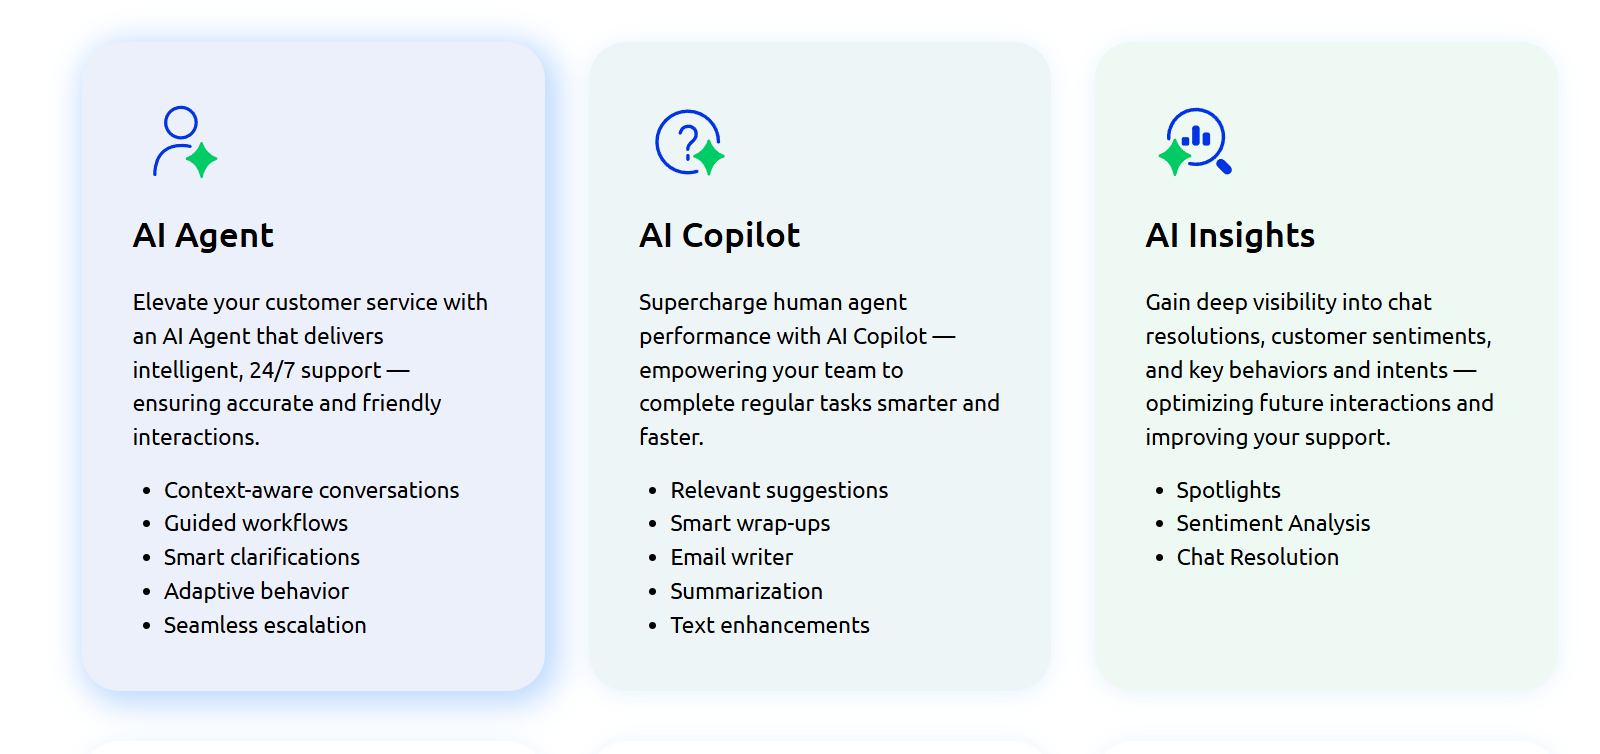 AI Agent
Elevate your customer service with
an AI Agent that delivers
intelligent, 24/7 support —
ensuring accurate and friendly
interactions.
• Context-aware conversations
• Guided workflows
• Smart clarifications
• Adaptive behavior
• Seamless escalation
AI Copilot
Supercharge human agent
performance with AI Copilot —
empowering your team to
complete regular tasks smarter and
faster.
• Relevant suggestions
• Smart wrap-ups
• Email writer
• Summarization
• Text enhancements
AI Insights
Gain deep visibility into chat
resolutions, customer sentiments,
and key behaviors and intents —
optimizing future interactions and
improving your support.
• Spotlights
• Sentiment Analysis
• Chat Resolution